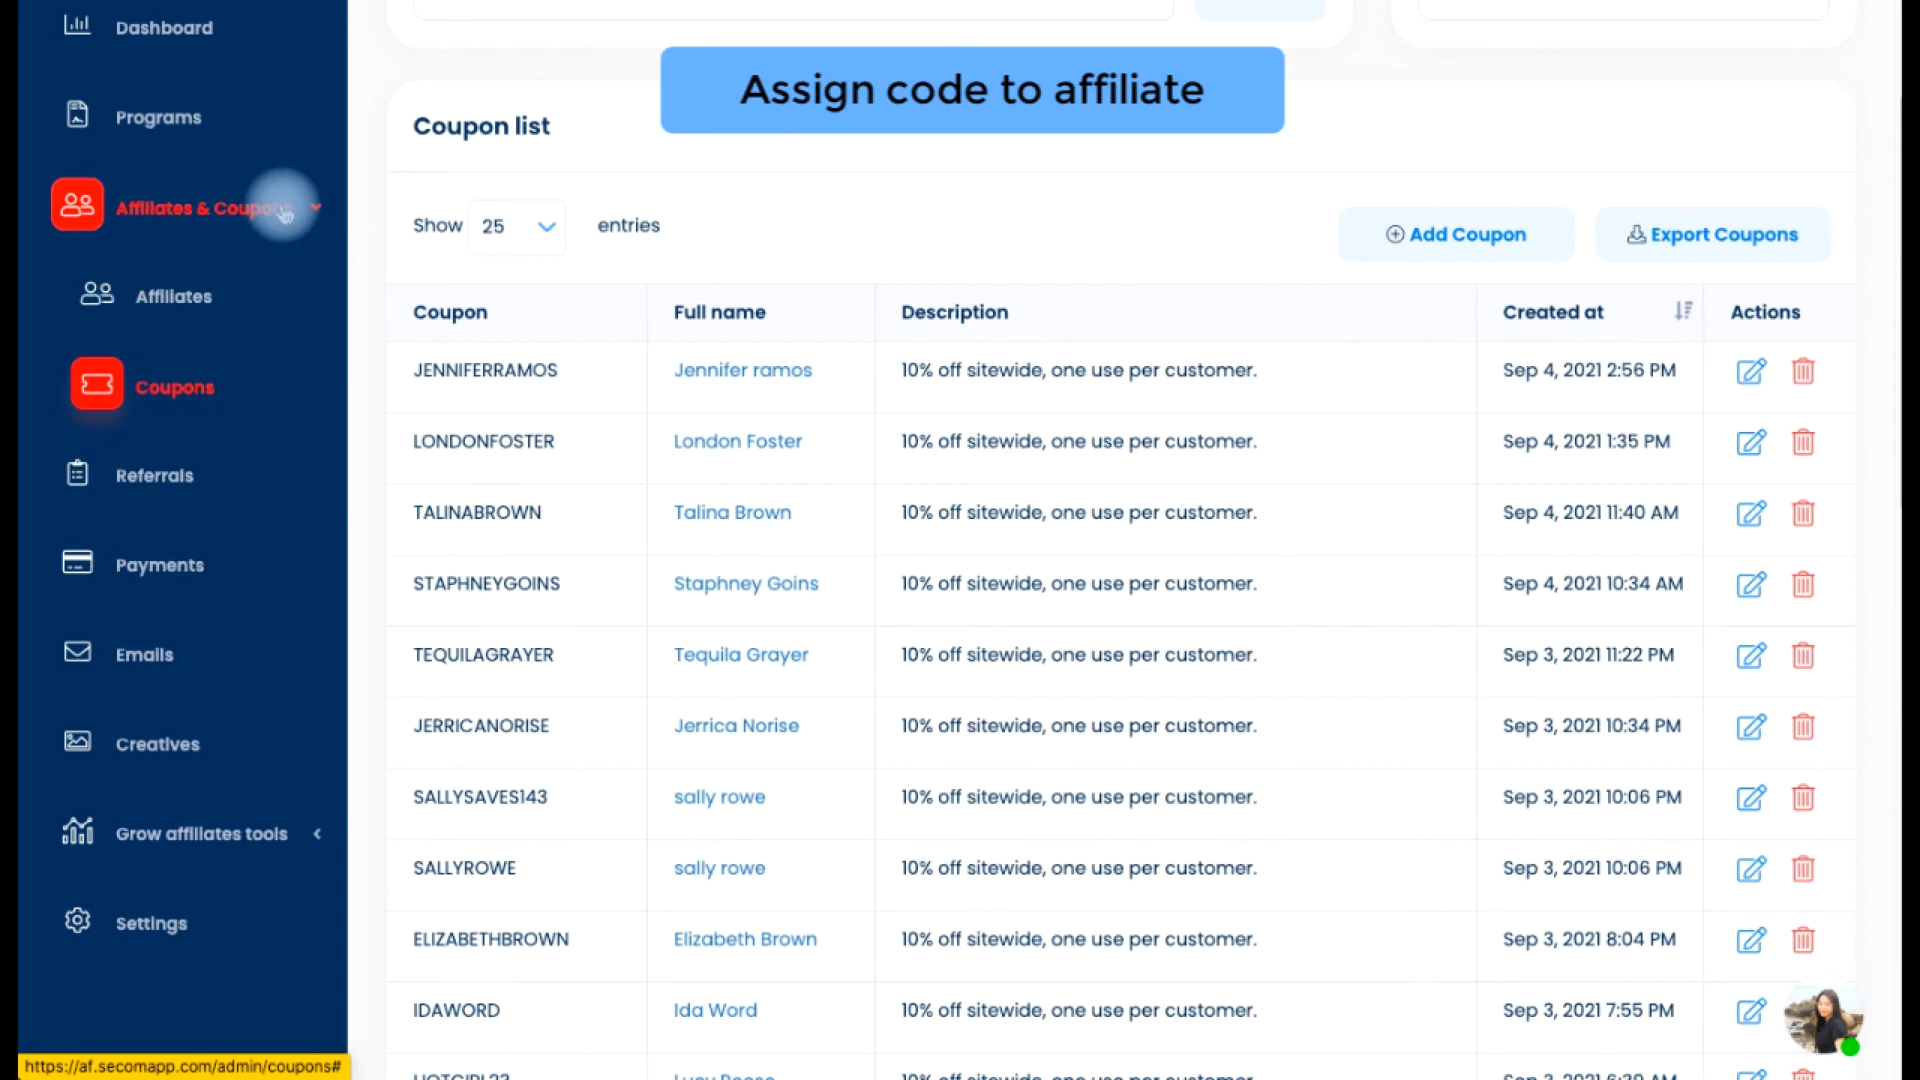 Dashboard
Programs
Affiliates & Coupons
Affiliates
Coupons
Referrals
Payments
Emails
Creatives
Grow affiliates tools
Settings
https://af.secomapp.com/admin/coupons#
Assign code to affiliate
Coupon list
Show 25 entries
Add Coupon
Export Coupons
Coupon Full name Description Created at Actions
JENNIFERRAMOS Jennifer ramos 10% off sitewide, one use per customer. Sep 4, 2021 2:56 PM
LONDONFOSTER London Foster 10% off sitewide, one use per customer. Sep 4, 2021 1:35 PM
TALINABROWN Talina Brown 10% off sitewide, one use per customer. Sep 4, 2021 11:40 AM
STAPHNEYGOINS Staphney Goins 10% off sitewide, one use per customer. Sep 4, 2021 10:34 AM
TEQUILAGRAYER Tequila Grayer 10% off sitewide, one use per customer. Sep 3, 2021 11:22 PM
JERRICANORISE Jerrica Norise 10% off sitewide, one use per customer. Sep 3, 2021 10:34 PM
SALLYSAVES143 sally rowe 10% off sitewide, one use per customer. Sep 3, 2021 10:06 PM
SALLYROWE sally rowe 10% off sitewide, one use per customer. Sep 3, 2021 10:06 PM
ELIZABETHBROWN Elizabeth Brown 10% off sitewide, one use per customer. Sep 3, 2021 8:04 PM
IDAWORD Ida Word 10% off sitewide, one use per customer. Sep 3, 2021 7:55 PM
10% off sitewide, one use per customer.